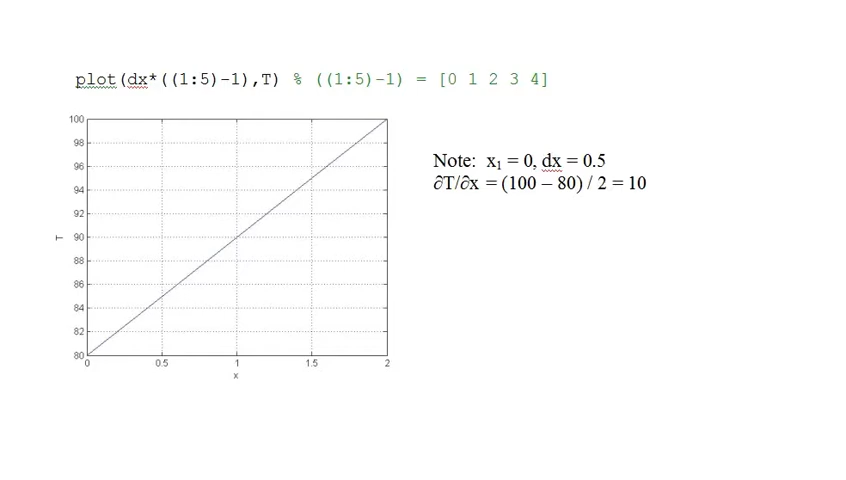 plot(dx*((1:5)-1),T) % ((1:5)-1) = [0 1 2 3 4]
Note: x₁ = 0, dx = 0.5
∂T/∂x = (100 – 80) / 2 = 10
100
98
96
94
92
90
88
86
84
82
80
T
0 0.5 1 1.5 2
x